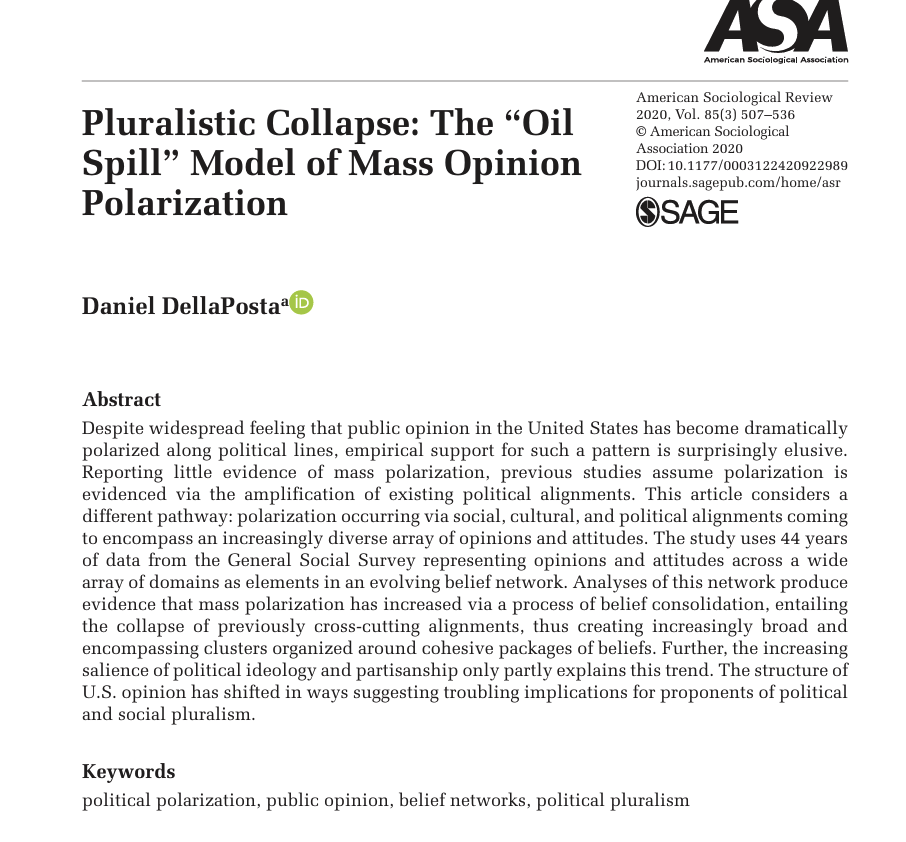 ASA
American Sociological Association
Pluralistic Collapse: The “Oil
Spill” Model of Mass Opinion
Polarization
American Sociological Review
2020, Vol. 85(3) 507–536
© American Sociological
Association 2020
DOI: 10.1177/0003122420922989
journals.sagepub.com/home/asr
SAGE
Daniel DellaPostaᵃ iD
Abstract
Despite widespread feeling that public opinion in the United States has become dramatically
polarized along political lines, empirical support for such a pattern is surprisingly elusive.
Reporting little evidence of mass polarization, previous studies assume polarization is
evidenced via the amplification of existing political alignments. This article considers a
different pathway: polarization occurring via social, cultural, and political alignments coming
to encompass an increasingly diverse array of opinions and attitudes. The study uses 44 years
of data from the General Social Survey representing opinions and attitudes across a wide
array of domains as elements in an evolving belief network. Analyses of this network produce
evidence that mass polarization has increased via a process of belief consolidation, entailing
the collapse of previously cross-cutting alignments, thus creating increasingly broad and
encompassing clusters organized around cohesive packages of beliefs. Further, the increasing
salience of political ideology and partisanship only partly explains this trend. The structure of
U.S. opinion has shifted in ways suggesting troubling implications for proponents of political
and social pluralism.
Keywords
political polarization, public opinion, belief networks, political pluralism